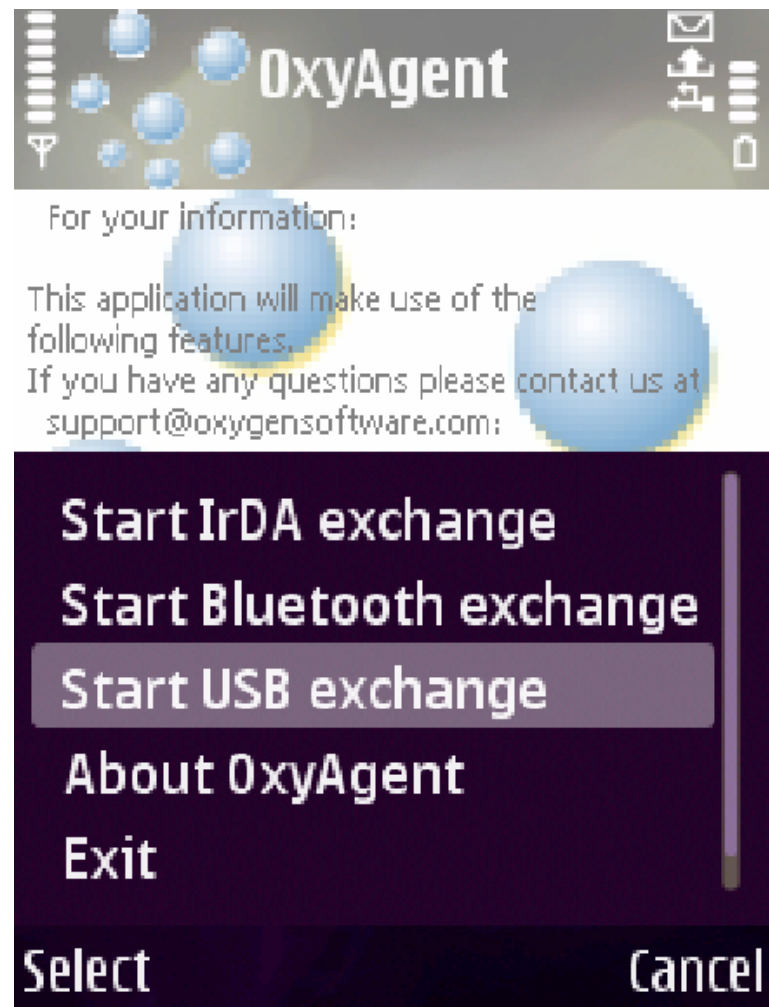 OxyAgent
For your information:
This application will make use of the
following features.
If you have any questions please contact us at
support@oxygensoftware.com:
Start IrDA exchange
Start Bluetooth exchange
Start USB exchange
About OxyAgent
Exit
Select Cancel